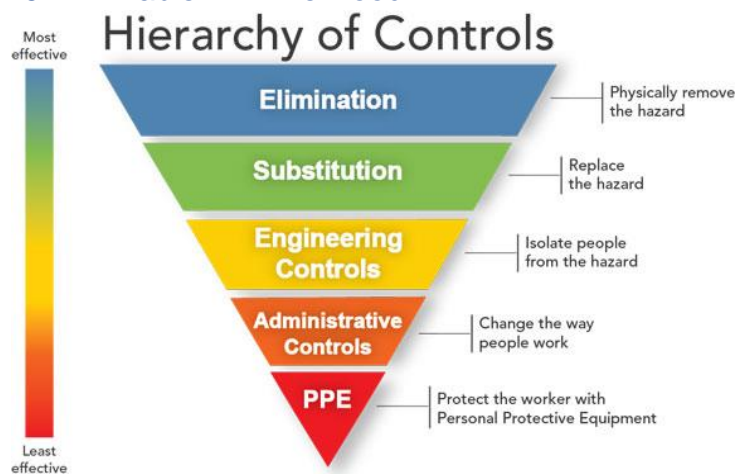 Hierarchy of Controls
Most
effective
Elimination
Physically remove
the hazard
Substitution
Replace
the hazard
Engineering
Controls
Isolate people
from the hazard
Administrative
Controls
Change the way
people work
PPE
Protect the worker with
Personal Protective Equipment
Least
effective